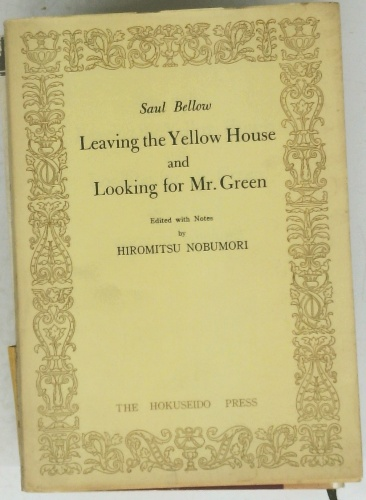 Saul Bellow
Leaving the Yellow House
and
Looking for Mr. Green
Edited with Notes
by
HIROMITSU NOBUMORI
THE HOKUSEIDO PRESS